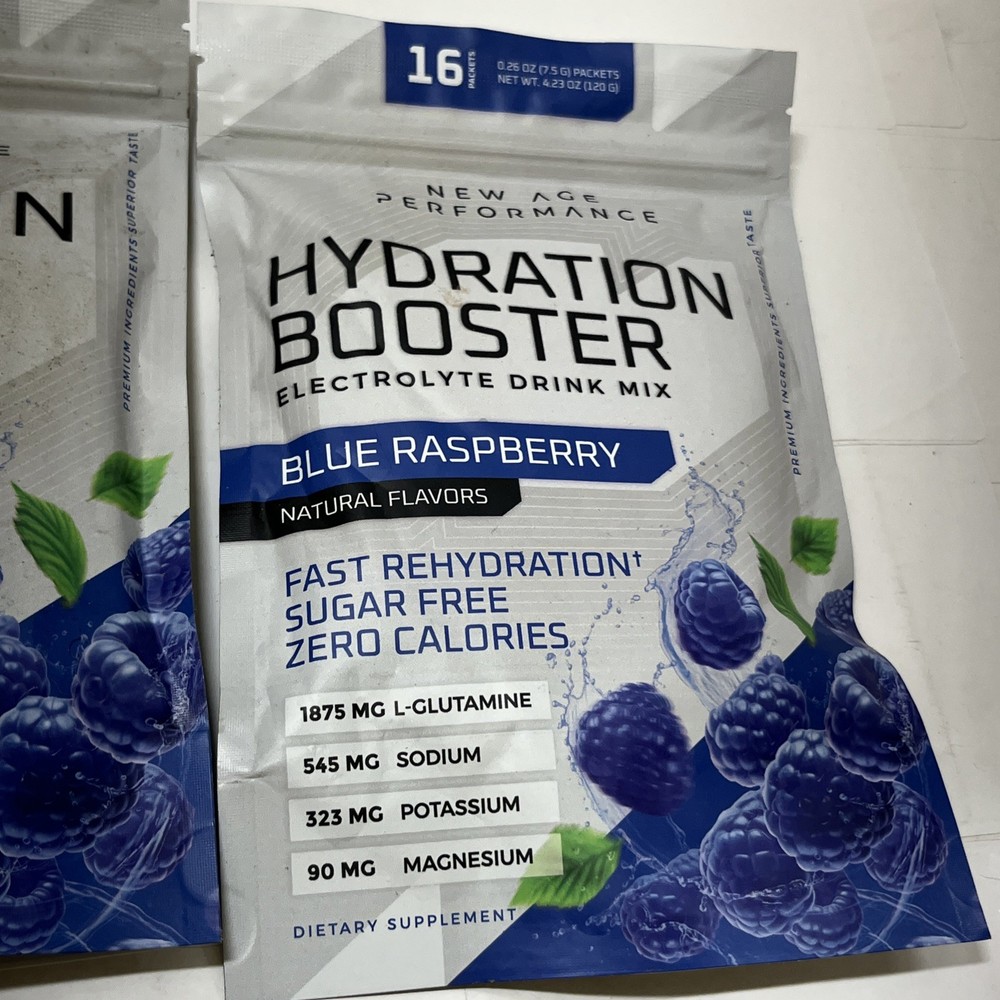 N
PREMIUM INGREDIENTS SUPERIOR TASTE
16
PACKETS
0.26 OZ (7.5 G) PACKETS
NET WT. 4.23 OZ (120 G)
NEW AGE
PERFORMANCE
HYDRATION
BOOSTER
ELECTROLYTE DRINK MIX
BLUE RASPBERRY
NATURAL FLAVORS
FAST REHYDRATION†
SUGAR FREE
ZERO CALORIES
1875 MG L-GLUTAMINE
545 MG SODIUM
323 MG POTASSIUM
90 MG MAGNESIUM
DIETARY SUPPLEMENT
PREMIUM INGREDIENTS SUPERIOR TASTE